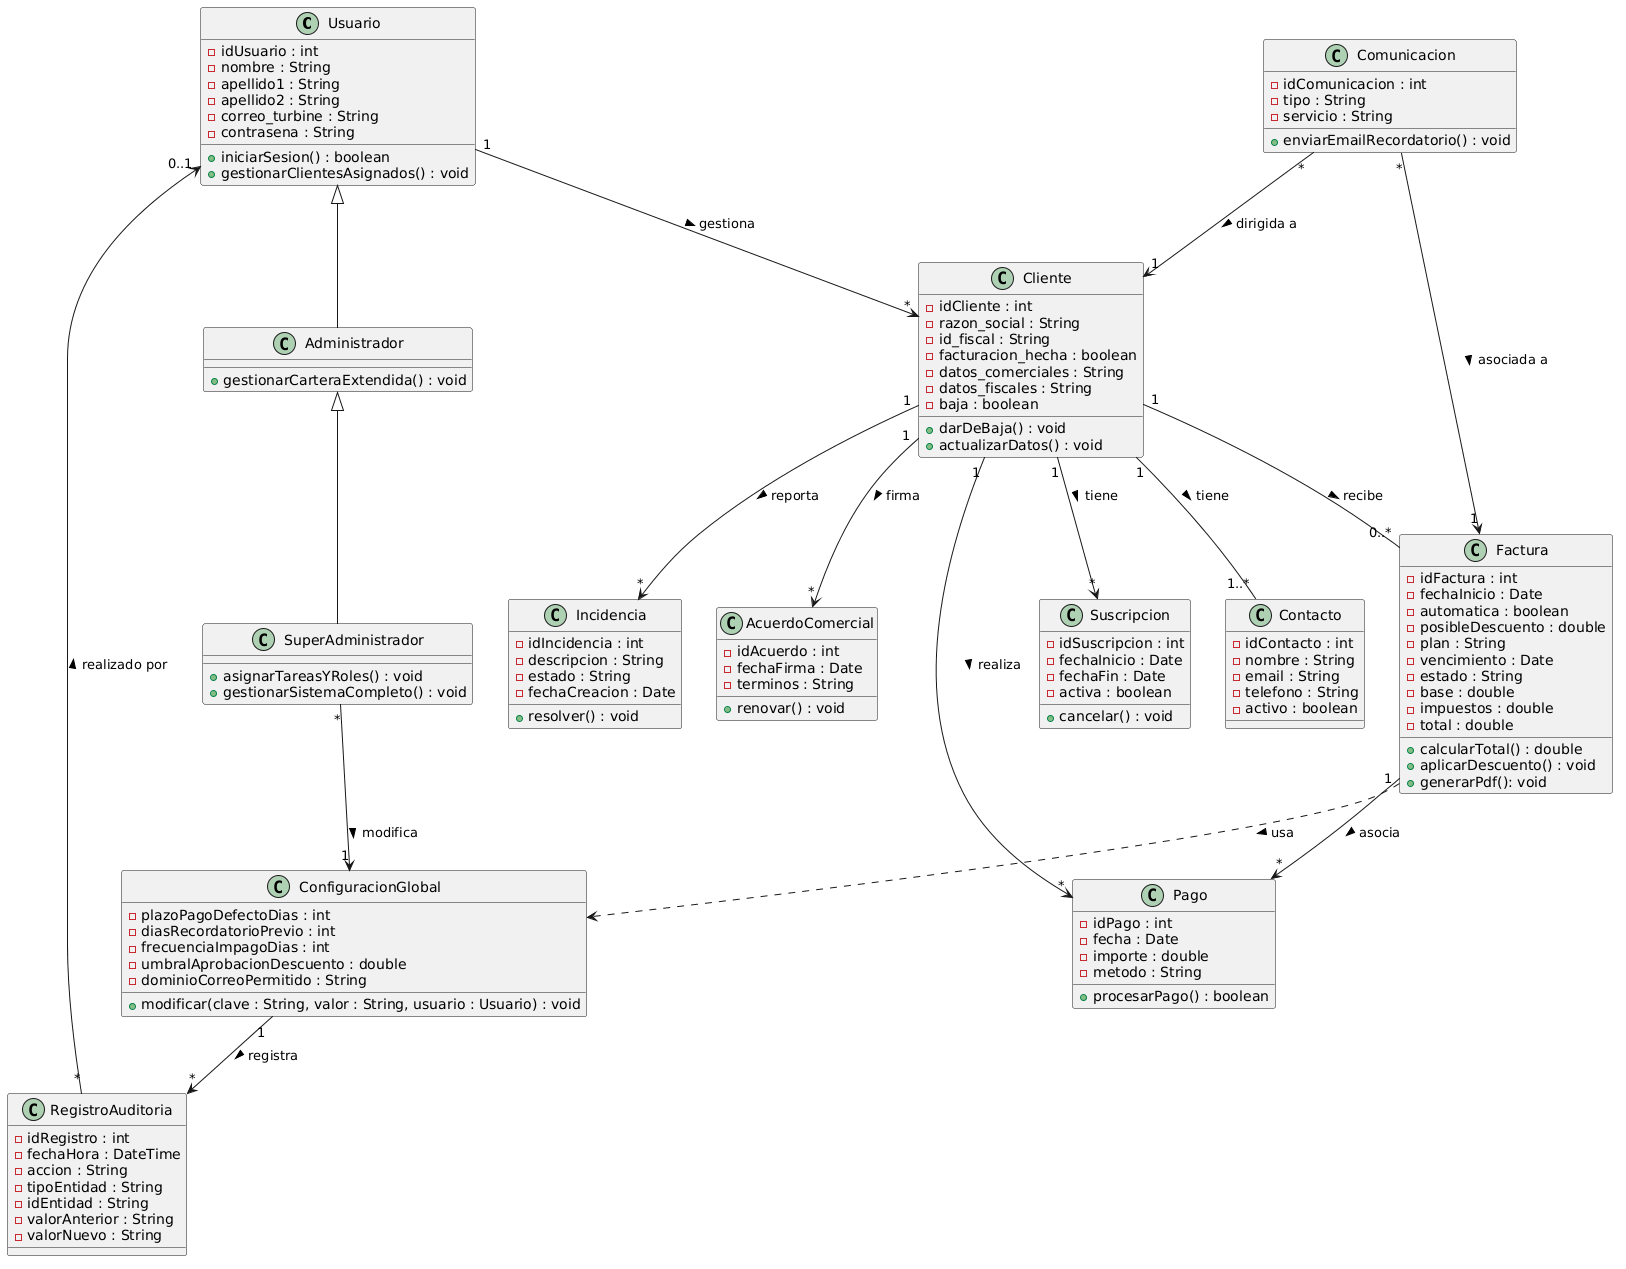 C Usuario
idUsuario : int
nombre : String
apellido1 : String
apellido2 : String
correo_turbine : String
contrasena : String
iniciarSesion() : boolean
gestionarClientesAsignados() : void
C Comunicacion
idComunicacion : int
tipo : String
servicio : String
enviarEmailRecordatorio() : void
1
0..1
*
*
gestiona
dirigida a
1
*
C Cliente
idCliente : int
razon_social : String
id_fiscal : String
facturacion_hecha : boolean
datos_comerciales : String
datos_fiscales : String
baja : boolean
darDeBaja() : void
actualizarDatos() : void
C Administrador
gestionarCarteraExtendida() : void
asociada a
1
1
1
1
1
1
reporta
firma
tiene
tiene
recibe
1
0..*
*
*
*
1..*
C Incidencia
idIncidencia : int
descripcion : String
estado : String
fechaCreacion : Date
resolver() : void
C AcuerdoComercial
idAcuerdo : int
fechaFirma : Date
terminos : String
renovar() : void
C Suscripcion
idSuscripcion : int
fechaInicio : Date
fechaFin : Date
activa : boolean
cancelar() : void
C Contacto
idContacto : int
nombre : String
email : String
telefono : String
activo : boolean
C Factura
idFactura : int
fechaInicio : Date
automatica : boolean
posibleDescuento : double
plan : String
vencimiento : Date
estado : String
base : double
impuestos : double
total : double
calcularTotal() : double
aplicarDescuento() : void
generarPdf(): void
C SuperAdministrador
asignarTareasYRoles() : void
gestionarSistemaCompleto() : void
realizado por
realiza
*
1
modifica
usa
asocia
1
*
*
C ConfiguracionGlobal
plazoPagoDefectoDias : int
diasRecordatorioPrevio : int
frecuenciaImpagoDias : int
umbralAprobacionDescuento : double
dominioCorreoPermitido : String
modificar(clave : String, valor : String, usuario : Usuario) : void
C Pago
idPago : int
fecha : Date
importe : double
metodo : String
procesarPago() : boolean
1
registra
*
*
C RegistroAuditoria
idRegistro : int
fechaHora : DateTime
accion : String
tipoEntidad : String
idEntidad : String
valorAnterior : String
valorNuevo : String